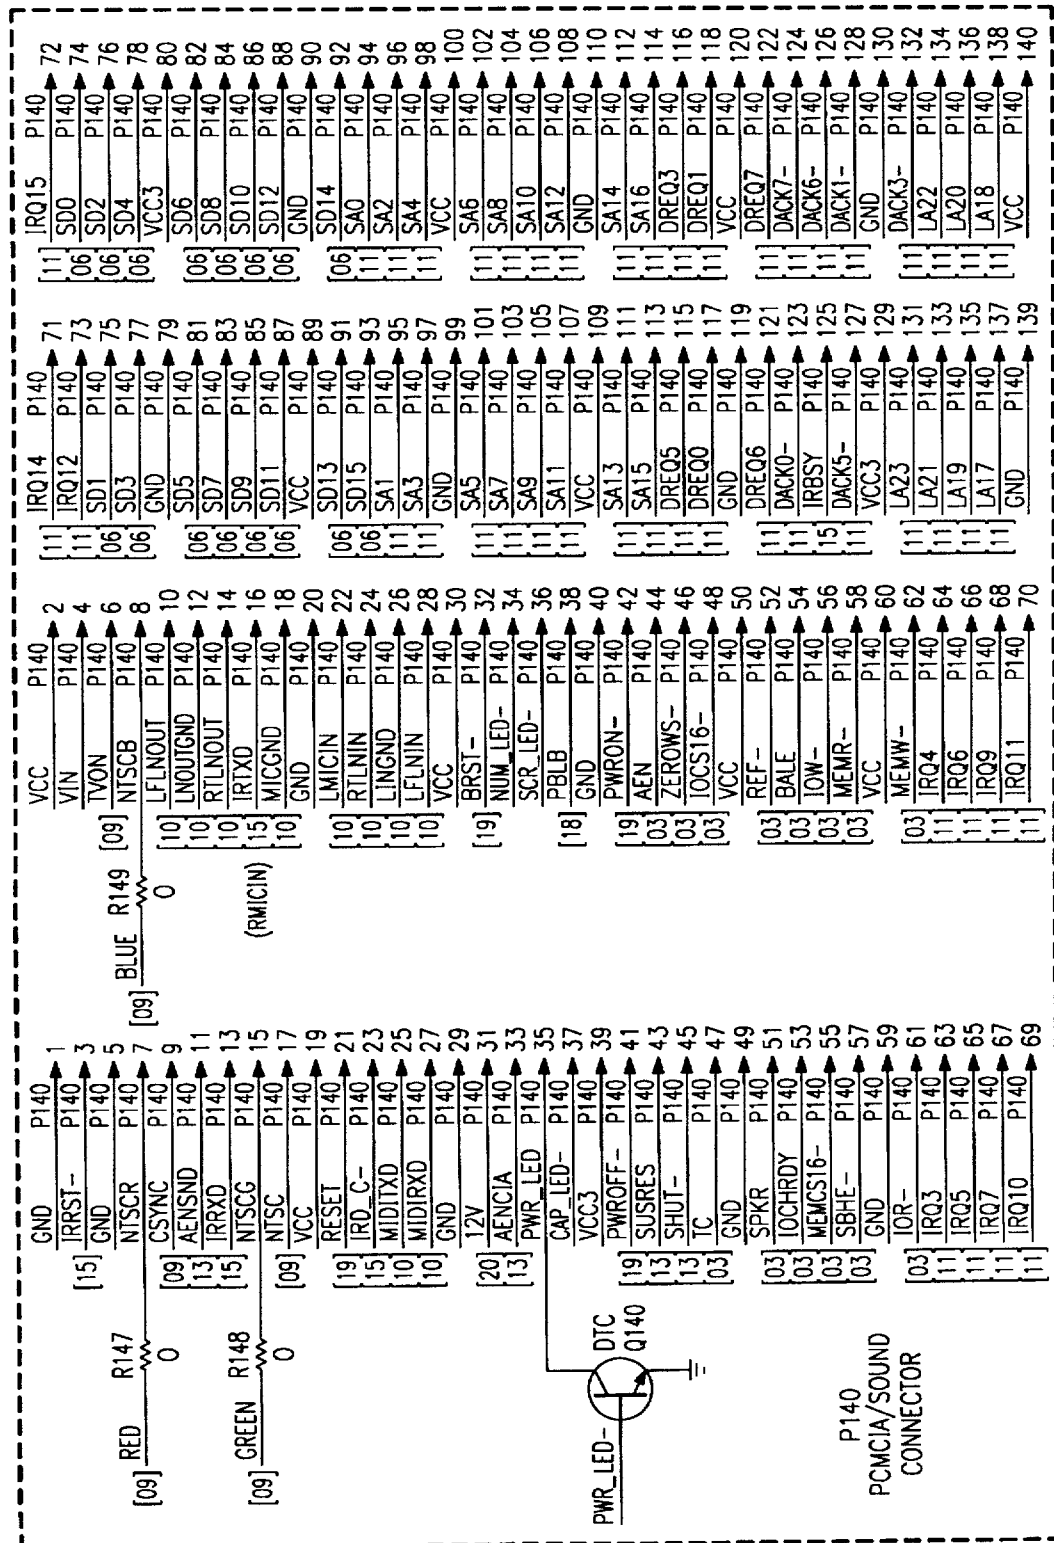 GND P140 1
[15] IRRST- P140 3
GND P140 5
[09] RED R147 0 NTSCR P140 7
[09] CSYNC P140 9
[13] AENSND P140 11
[15] IRRXD P140 13
[09] GREEN R148 0 NTSCG P140 15
[09] NTSC P140 17
VCC P140 19
[19] RESET P140 21
[15] IRD_C- P140 23
[10] MIDITXD P140 25
[10] MIDIRXD P140 27
GND P140 29
[20] 12V P140 31
[13] AENCIA P140 33
PWR_LED P140 35
CAP_LED- P140 37
VCC3 P140 39
[19] PWROFF- P140 41
[13] SUSRES P140 43
[13] SHUT- P140 45
[03] TC P140 47
GND P140 49
[03] SPKR P140 51
[03] IOCHRDY P140 53
[03] MEMCS16- P140 55
[03] SBHE- P140 57
GND P140 59
[03] IOR- P140 61
[11] IRQ3 P140 63
[11] IRQ5 P140 65
[11] IRQ7 P140 67
[11] IRQ10 P140 69
PWR_LED-
DTC
Q140
P140
PCMCIA/SOUND
CONNECTOR
VCC P140 2
VIN P140 4
[09] TVON P140 6
[09] BLUE R149 0 NTSCB P140 8
[10] LFLNOUT P140 10
[10] LNOUTGND P140 12
[10] RTLNOUT P140 14
[15] IRTXD P140 16
(RMICIN) [10] MICGND P140 18
GND P140 20
[10] LMICIN P140 22
[10] RTLNIN P140 24
[10] LINGND P140 26
[10] LFLNIN P140 28
VCC P140 30
[19] BRST- P140 32
NUM_LED- P140 34
SCR_LED- P140 36
[18] PBLB P140 38
GND P140 40
[19] PWRON- P140 42
[03] AEN P140 44
[03] ZEROWS- P140 46
[03] IOCS16- P140 48
VCC P140 50
[03] REF- P140 52
[03] BALE P140 54
[03] IOW- P140 56
[03] MEMR- P140 58
VCC P140 60
[03] MEMW- P140 62
[11] IRQ4 P140 64
[11] IRQ6 P140 66
[11] IRQ9 P140 68
[11] IRQ11 P140 70
[11] IRQ14 P140 71
[11] IRQ12 P140 73
[06] SD1 P140 75
[06] SD3 P140 77
GND P140 79
[06] SD5 P140 81
[06] SD7 P140 83
[06] SD9 P140 85
[06] SD11 P140 87
VCC P140 89
[06] SD13 P140 91
[06] SD15 P140 93
[11] SA1 P140 95
[11] SA3 P140 97
GND P140 99
[11] SA5 P140 101
[11] SA7 P140 103
[11] SA9 P140 105
[11] SA11 P140 107
VCC P140 109
[11] SA13 P140 111
[11] SA15 P140 113
[11] DREQ5 P140 115
[11] DREQ0 P140 117
GND P140 119
[11] DREQ6 P140 121
[11] DACK0- P140 123
[15] IRBSY P140 125
[11] DACK5- P140 127
VCC3 P140 129
[11] LA23 P140 131
[11] LA21 P140 133
[11] LA19 P140 135
[11] LA17 P140 137
GND P140 139
[11] IRQ15 P140 72
[06] SD0 P140 74
[06] SD2 P140 76
[06] SD4 P140 78
VCC3 P140 80
[06] SD6 P140 82
[06] SD8 P140 84
[06] SD10 P140 86
[06] SD12 P140 88
GND P140 90
[06] SD14 P140 92
[11] SA0 P140 94
[11] SA2 P140 96
[11] SA4 P140 98
VCC P140 100
[11] SA6 P140 102
[11] SA8 P140 104
[11] SA10 P140 106
[11] SA12 P140 108
GND P140 110
[11] SA14 P140 112
[11] SA16 P140 114
[11] DREQ3 P140 116
[11] DREQ1 P140 118
VCC P140 120
[11] DREQ7 P140 122
[11] DACK7- P140 124
[11] DACK6- P140 126
[11] DACK1- P140 128
GND P140 130
[11] DACK3- P140 132
[11] LA22 P140 134
[11] LA20 P140 136
[11] LA18 P140 138
VCC P140 140